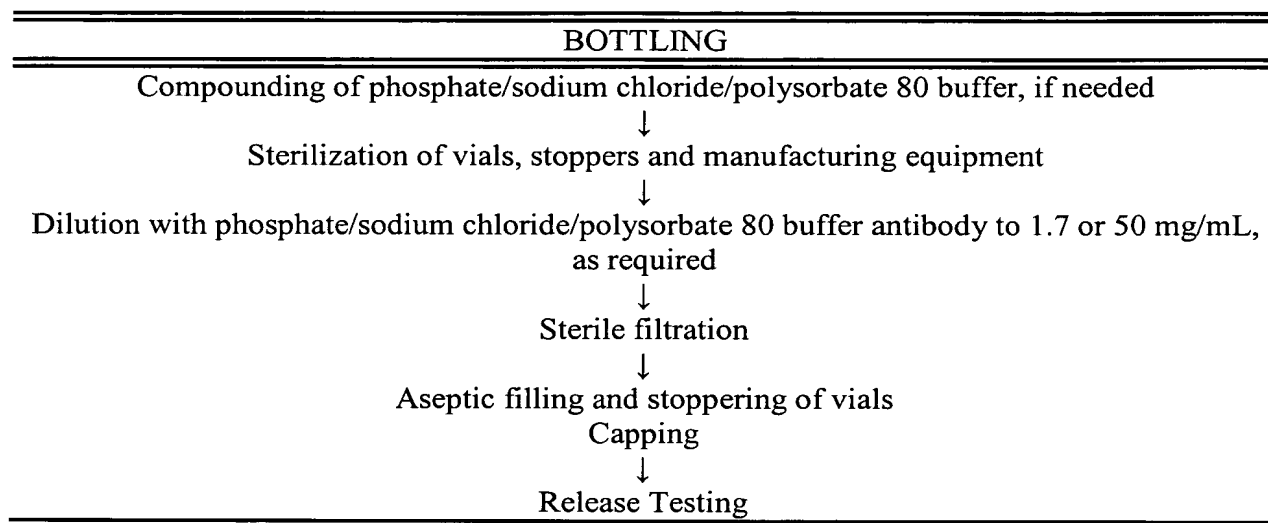 BOTTLING
Compounding of phosphate/sodium chloride/polysorbate 80 buffer, if needed
↓
Sterilization of vials, stoppers and manufacturing equipment
↓
Dilution with phosphate/sodium chloride/polysorbate 80 buffer antibody to 1.7 or 50 mg/mL,
as required
↓
Sterile filtration
↓
Aseptic filling and stoppering of vials
Capping
↓
Release Testing